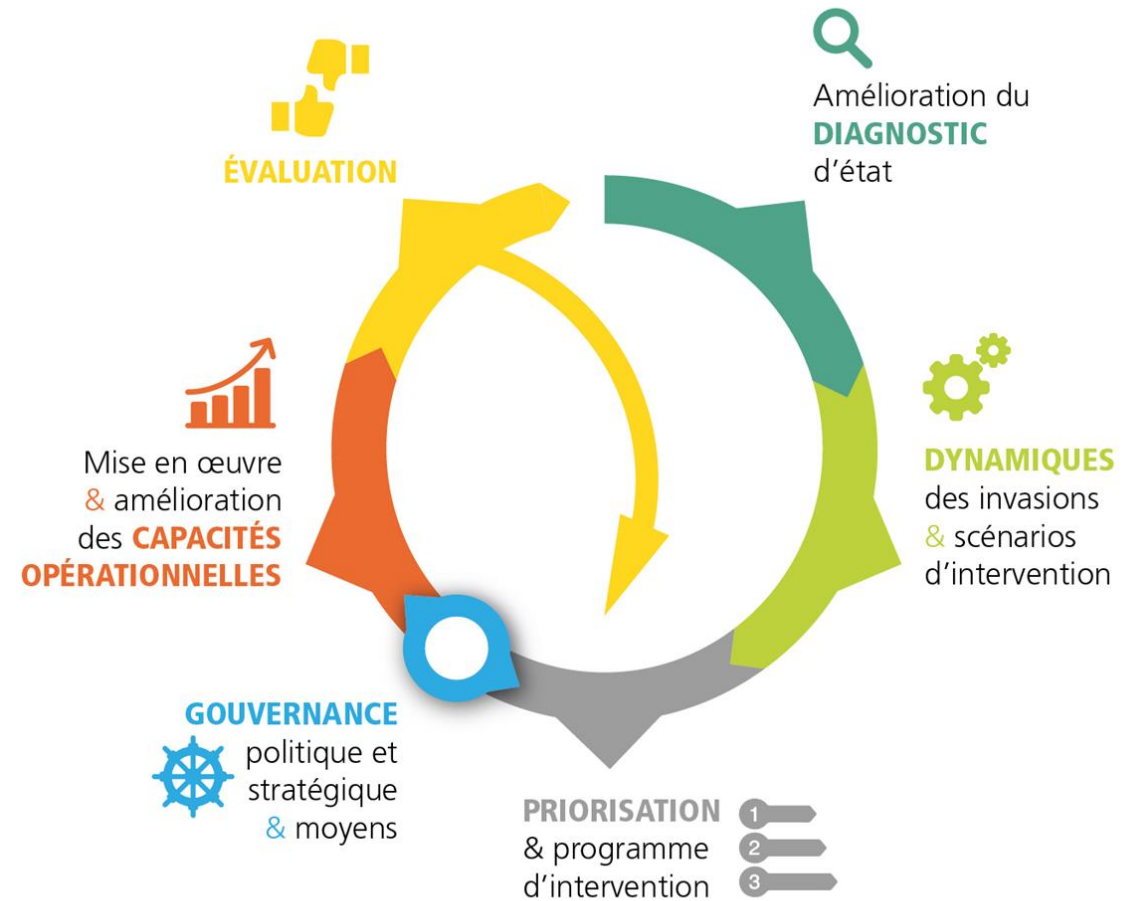 Amélioration du
DIAGNOSTIC
d’état
DYNAMIQUES
des invasions
& scénarios
d’intervention
PRIORISATION
& programme
d’intervention
1
2
3
GOUVERNANCE
politique et
stratégique
& moyens
Mise en œuvre
& amélioration
des CAPACITÉS
OPÉRATIONNELLES
ÉVALUATION